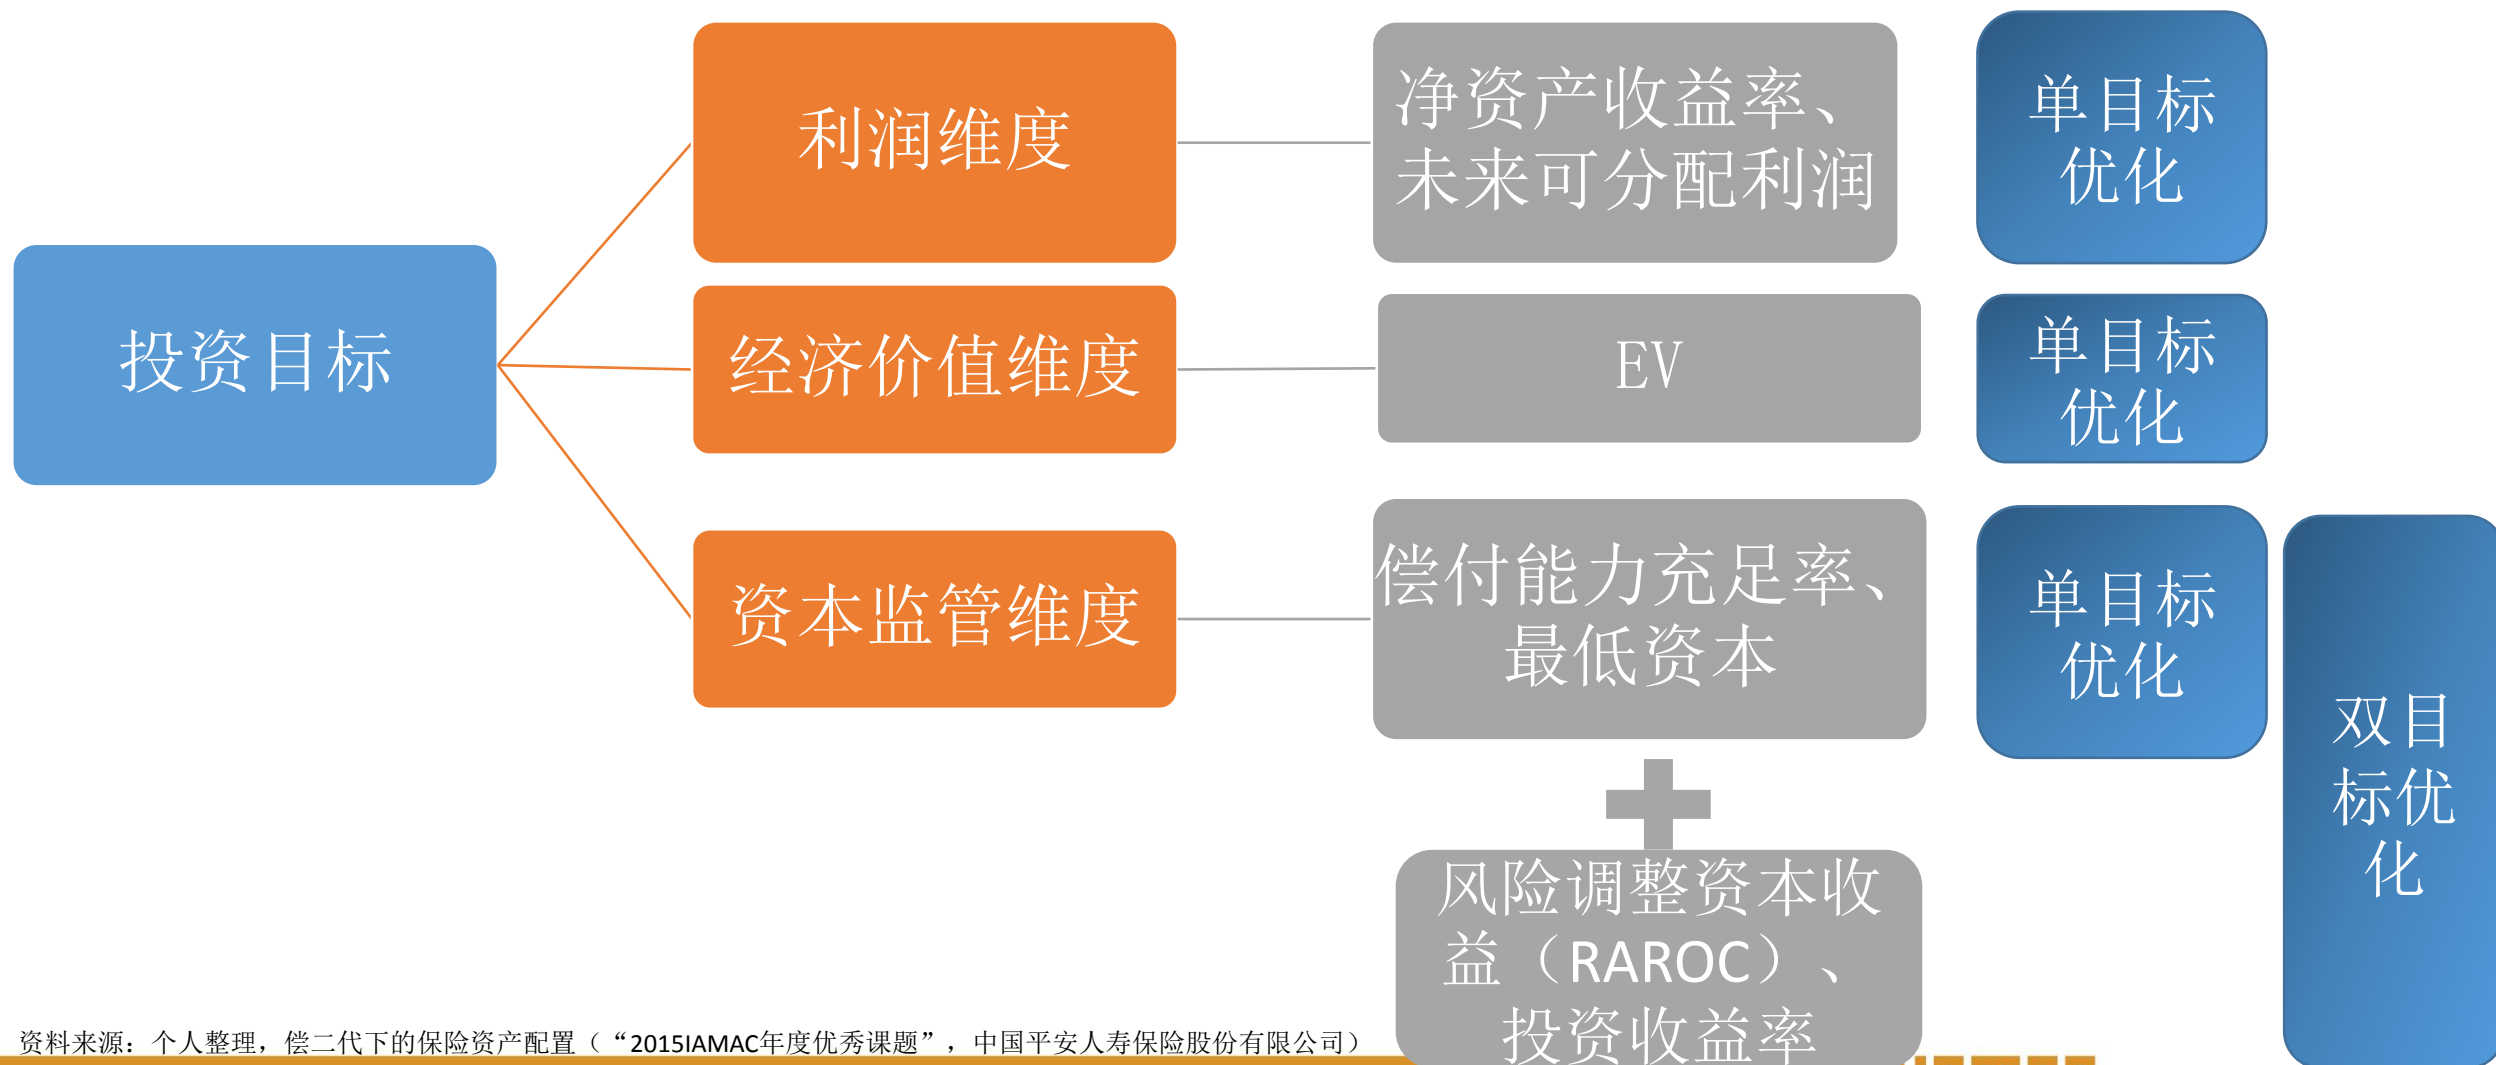 投资目标
利润维度
净资产收益率、
未来可分配利润
单目标
优化
经济价值维度
EV
单目标
优化
资本监管维度
偿付能力充足率、
最低资本
单目标
优化
风险调整资本收
益（RAROC）、
投资收益率
双目
标优
化
资料来源：个人整理，偿二代下的保险资产配置（“2015IAMAC年度优秀课题”，中国平安人寿保险股份有限公司）